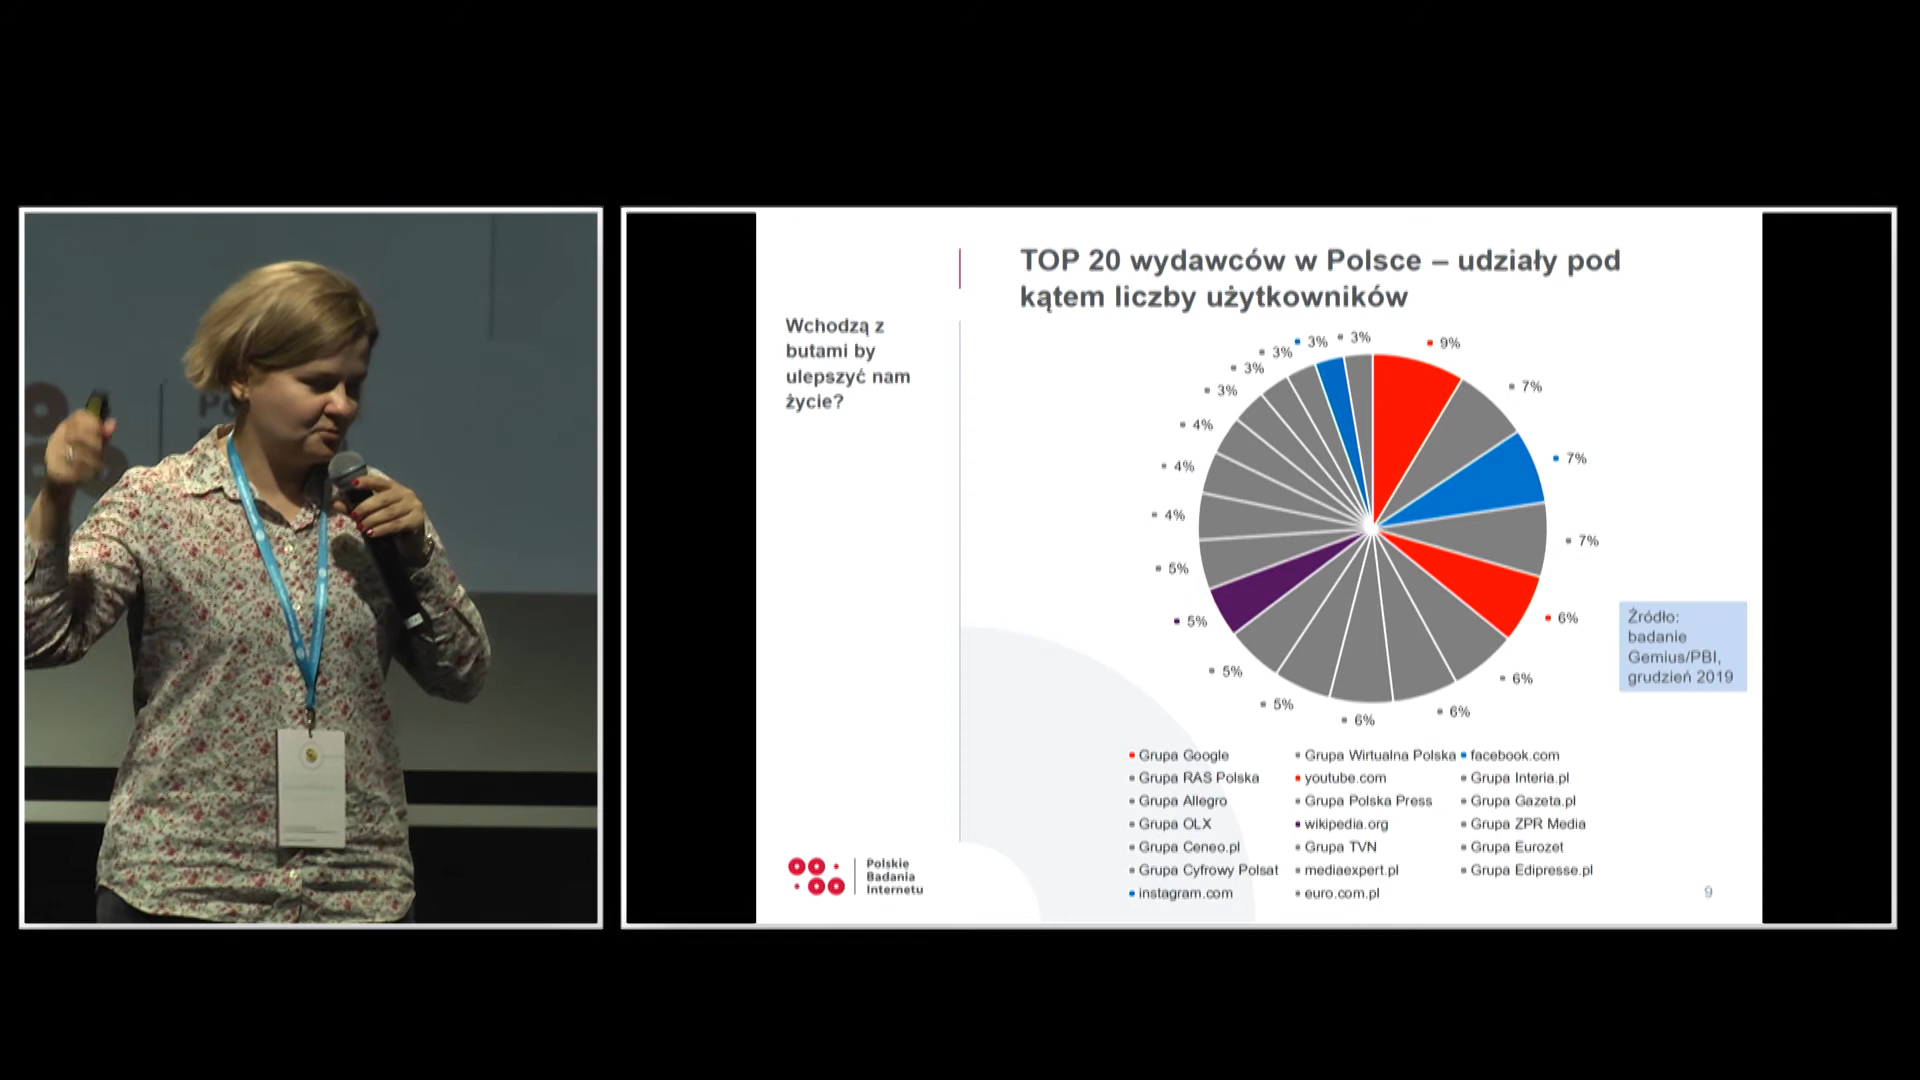 TOP 20 wydawców w Polsce – udziały pod
kątem liczby użytkowników
Wchodzą z
butami by
ulepszyć nam
życie?
9%
7%
7%
7%
6%
6%
6%
6%
5%
5%
5%
5%
4%
4%
4%
3%
3%
3%
3%
3%
Źródło:
badanie
Gemius/PBI,
grudzień 2019
Grupa Google
Grupa Wirtualna Polska
facebook.com
Grupa RAS Polska
youtube.com
Grupa Interia.pl
Grupa Allegro
Grupa Polska Press
Grupa Gazeta.pl
Grupa OLX
wikipedia.org
Grupa ZPR Media
Grupa Ceneo.pl
Grupa TVN
Grupa Eurozet
Grupa Cyfrowy Polsat
mediaexpert.pl
Grupa Edipresse.pl
instagram.com
euro.com.pl
Polskie
Badania
Internetu
9